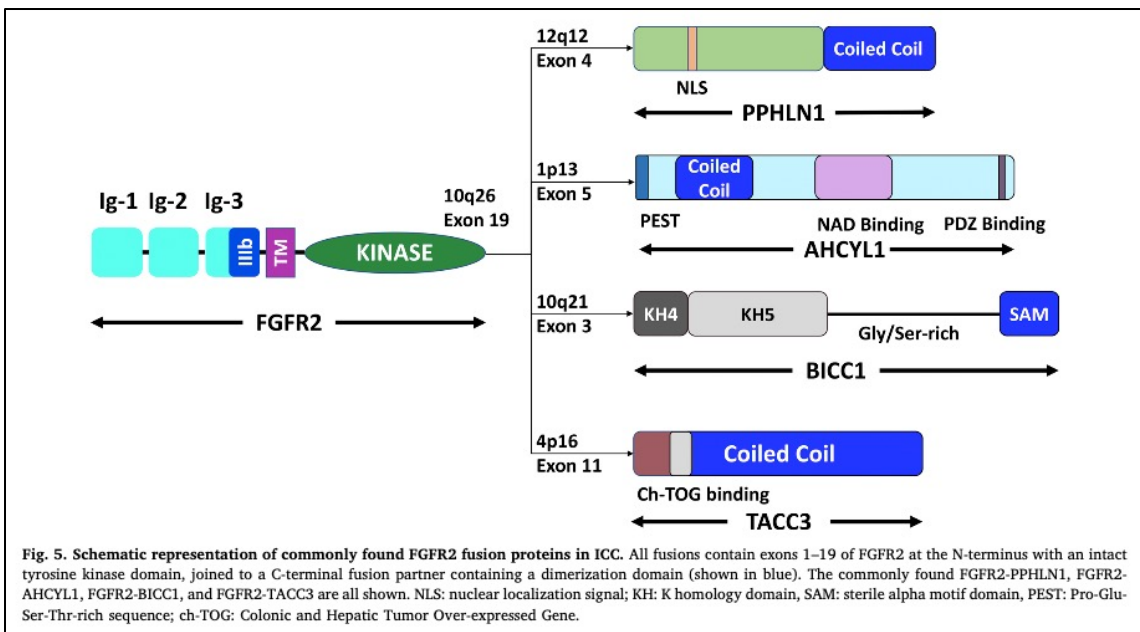 12q12
Exon 4
Coiled Coil
NLS
PPHLN1
1p13
Exon 5
Coiled
Coil
PEST
NAD Binding
PDZ Binding
AHCYL1
Ig-1
Ig-2
Ig-3
10q26
Exon 19
IIIb
TM
KINASE
FGFR2
10q21
Exon 3
KH4
KH5
Gly/Ser-rich
SAM
BICC1
4p16
Exon 11
Coiled Coil
Ch-TOG binding
TACC3
Fig. 5. Schematic representation of commonly found FGFR2 fusion proteins in ICC. All fusions contain exons 1–19 of FGFR2 at the N-terminus with an intact
tyrosine kinase domain, joined to a C-terminal fusion partner containing a dimerization domain (shown in blue). The commonly found FGFR2-PPHLN1, FGFR2-
AHCYL1, FGFR2-BICC1, and FGFR2-TACC3 are all shown. NLS: nuclear localization signal; KH: K homology domain, SAM: sterile alpha motif domain, PEST: Pro-Glu-
Ser-Thr-rich sequence; ch-TOG: Colonic and Hepatic Tumor Over-expressed Gene.